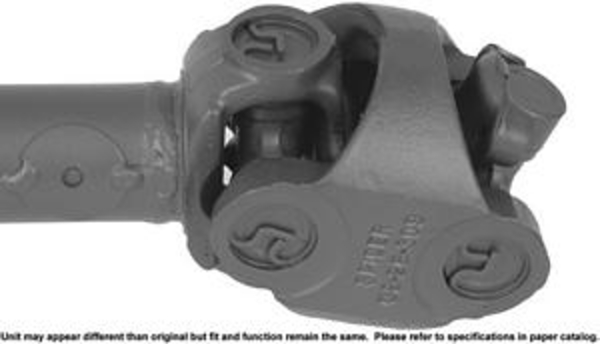 SPICER
Unit may appear different than original but fit and function remain the same.  Please refer to specifications in paper catalog.